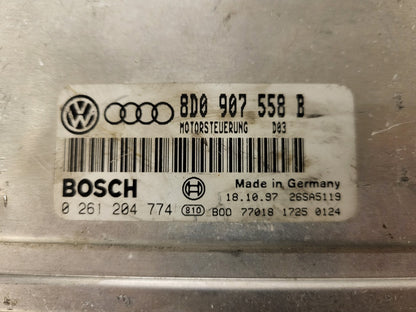 8D0 907 558 B
MOTORSTEUERUNG D03
BOSCH
Made in Germany
18.10.97 26SA5119
0 261 204 774 810 B00 77018 1725 0124